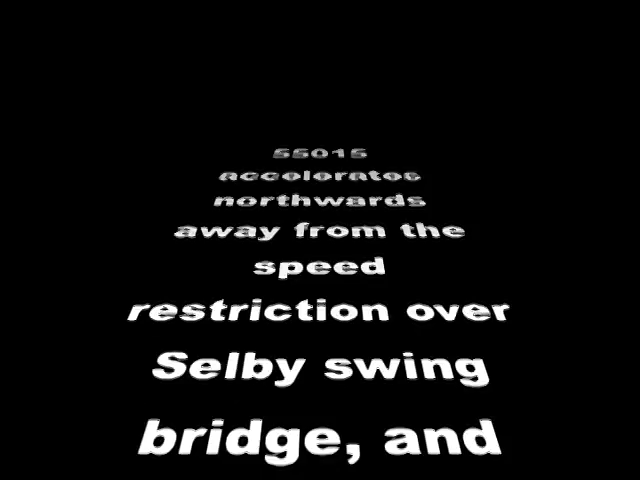 55015
accelerates
northwards
away from the
speed
restriction over
Selby swing
bridge, and